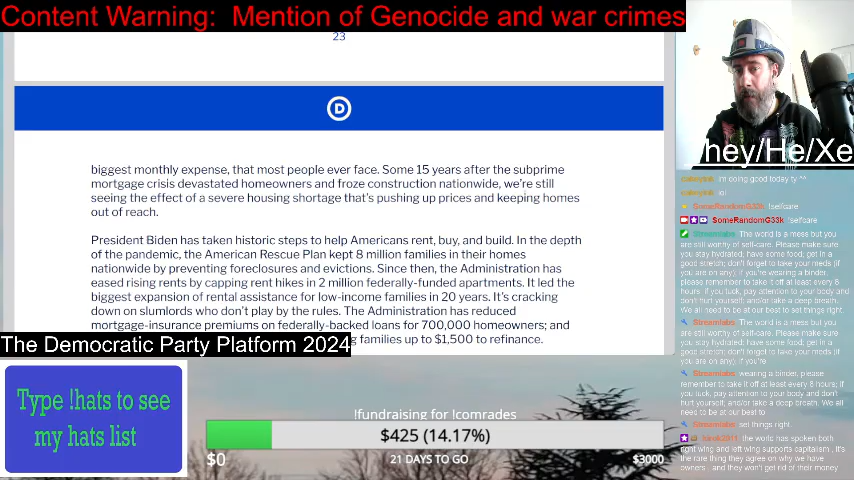 Content Warning:  Mention of Genocide and war crimes
23
D
biggest monthly expense, that most people ever face. Some 15 years after the subprime
mortgage crisis devastated homeowners and froze construction nationwide, we're still
seeing the effect of a severe housing shortage that's pushing up prices and keeping homes
out of reach.
President Biden has taken historic steps to help Americans rent, buy, and build. In the depth
of the pandemic, the American Rescue Plan kept 8 million families in their homes
nationwide by preventing foreclosures and evictions. Since then, the Administration has
eased rising rents by capping rent hikes in 2 million federally-funded apartments. It led the
biggest expansion of rental assistance for low-income families in 20 years. It's cracking
down on slumlords who don't play by the rules. The Administration has reduced
mortgage-insurance premiums on federally-backed loans for 700,000 homeowners; and
families up to $1,500 to refinance.
The Democratic Party Platform 2024
Type !hats to see
my hats list
!fundraising for !comrades
$425 (14.17%)
$0
21 DAYS TO GO
$3000
hey/He/Xe
im doing good today ty ^^
lol
SomeRandomG33k !selfcare
$omeRandomG33k !selfcare
Streamlabs The world is a mess but you
are still worthy of self-care. Please make
sure you stay hydrated, have some food; get in a
good stretch; don't forget to take your meds (if
you are on any); if you're wearing a binder,
please remember to take it off at least every 8
hours; if you tuck, pay attention to your body and
don't hurt yourself; and/or take a deep breath. We
all need to be at our best to set things right.
Streamlabs The world is a mess but you
are still worthy of self-care. Please make sure
you stay hydrated, have some food; get in a
good stretch; don't forget to take your meds (if
you are on any); if you're
Streamlabs wearing a binder, please
remember to take it off at least every 8 hours; if
you tuck, pay attention to your body and don't
hurt yourself; and/or take a deep breath. We all
need to be at our best to
Streamlabs set things right.
the world has spoken both
right wing and left wing supports capitalism , it's
the rare thing they agree on why we have
owners , and they won't get rid of their money